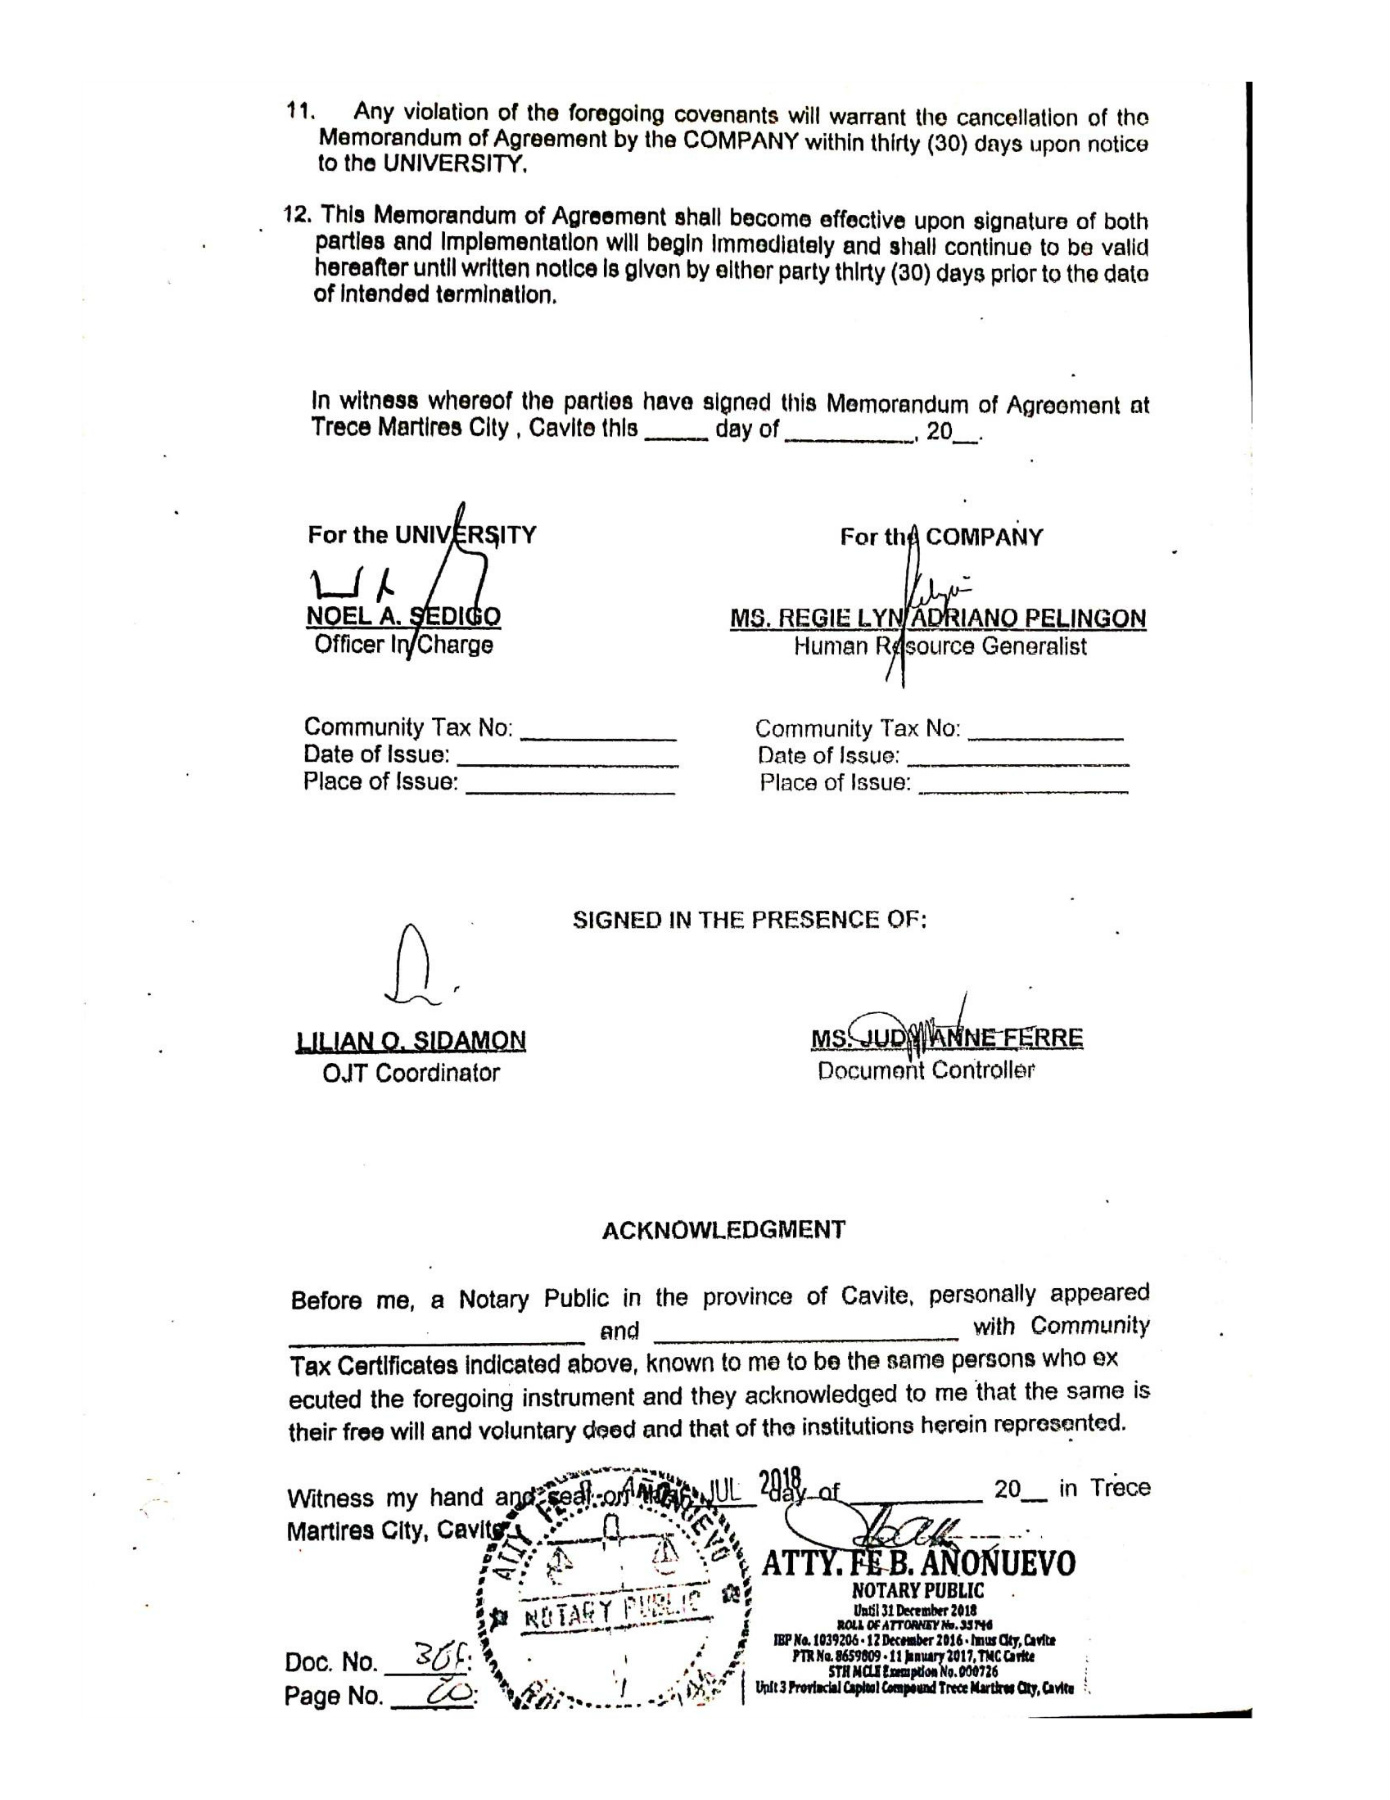 11. Any violation of the foregoing covenants will warrant the cancellation of the
Memorandum of Agreement by the COMPANY within thirty (30) days upon notice
to the UNIVERSITY.
12. This Memorandum of Agreement shall become effective upon signature of both
parties and Implementation will begin Immediately and shall continue to be valid
hereafter until written notice is given by either party thirty (30) days prior to the date
of intended termination.
In witness whereof the parties have signed this Memorandum of Agreement at
Trece Martires City , Cavite this _____ day of __________, 20__.
For the UNIVERSITY
For the COMPANY
NOEL A. SEDIGO
MS. REGIE LYN ADRIANO PELINGON
Officer In Charge
Human Resource Generalist
Community Tax No: ____________
Community Tax No: ____________
Date of Issue: _________________
Date of Issue: _________________
Place of Issue: ________________
Place of Issue: ________________
SIGNED IN THE PRESENCE OF:
LILIAN O. SIDAMON
MS. JUDY ANNE FERRE
OJT Coordinator
Document Controller
ACKNOWLEDGMENT
Before me, a Notary Public in the province of Cavite, personally appeared
______________________ and ______________________ with Community
Tax Certificates indicated above, known to me to be the same persons who ex
ecuted the foregoing instrument and they acknowledged to me that the same is
their free will and voluntary deed and that of the institutions herein represented.
Witness my hand and seal on this JUL 2018 day of __________ 20__ in Trece
Martires City, Cavite
ATTY. FE B. AÑOÑUEVO
NOTARY PUBLIC
NOTARY PUBLIC
Until 31 December 2018
ROLL OF ATTORNEY No.
IBP No. 1039206 - 12 December 2016 - Imus City, Cavite
PTR No. 8659809 - 11 January 2017, TMC Cavite
5TH MCLE Exemption No. 000726
Unit 3 Provincial Capitol Compound Trece Martires City, Cavite
Doc. No.
Page No. 70: